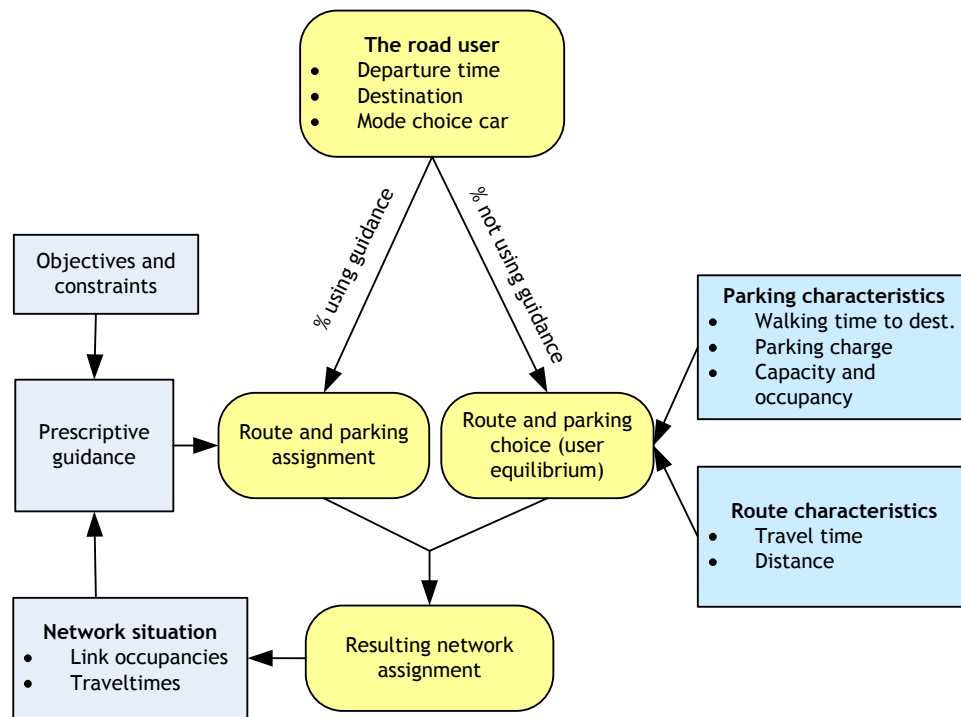 The road user
• Departure time
• Destination
• Mode choice car
% using guidance
% not using guidance
Objectives and
constraints
Prescriptive
guidance
Route and parking
assignment
Route and parking
choice (user
equilibrium)
Parking characteristics
• Walking time to dest.
• Parking charge
• Capacity and
occupancy
Route characteristics
• Travel time
• Distance
Network situation
• Link occupancies
• Traveltimes
Resulting network
assignment